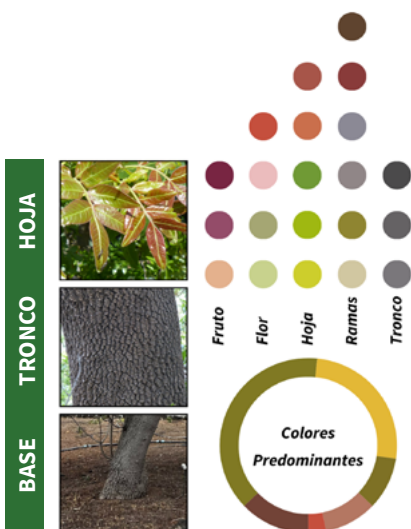 HOJA
TRONCO
BASE
Fruto
Flor
Hoja
Ramas
Tronco
Colores
Predominantes